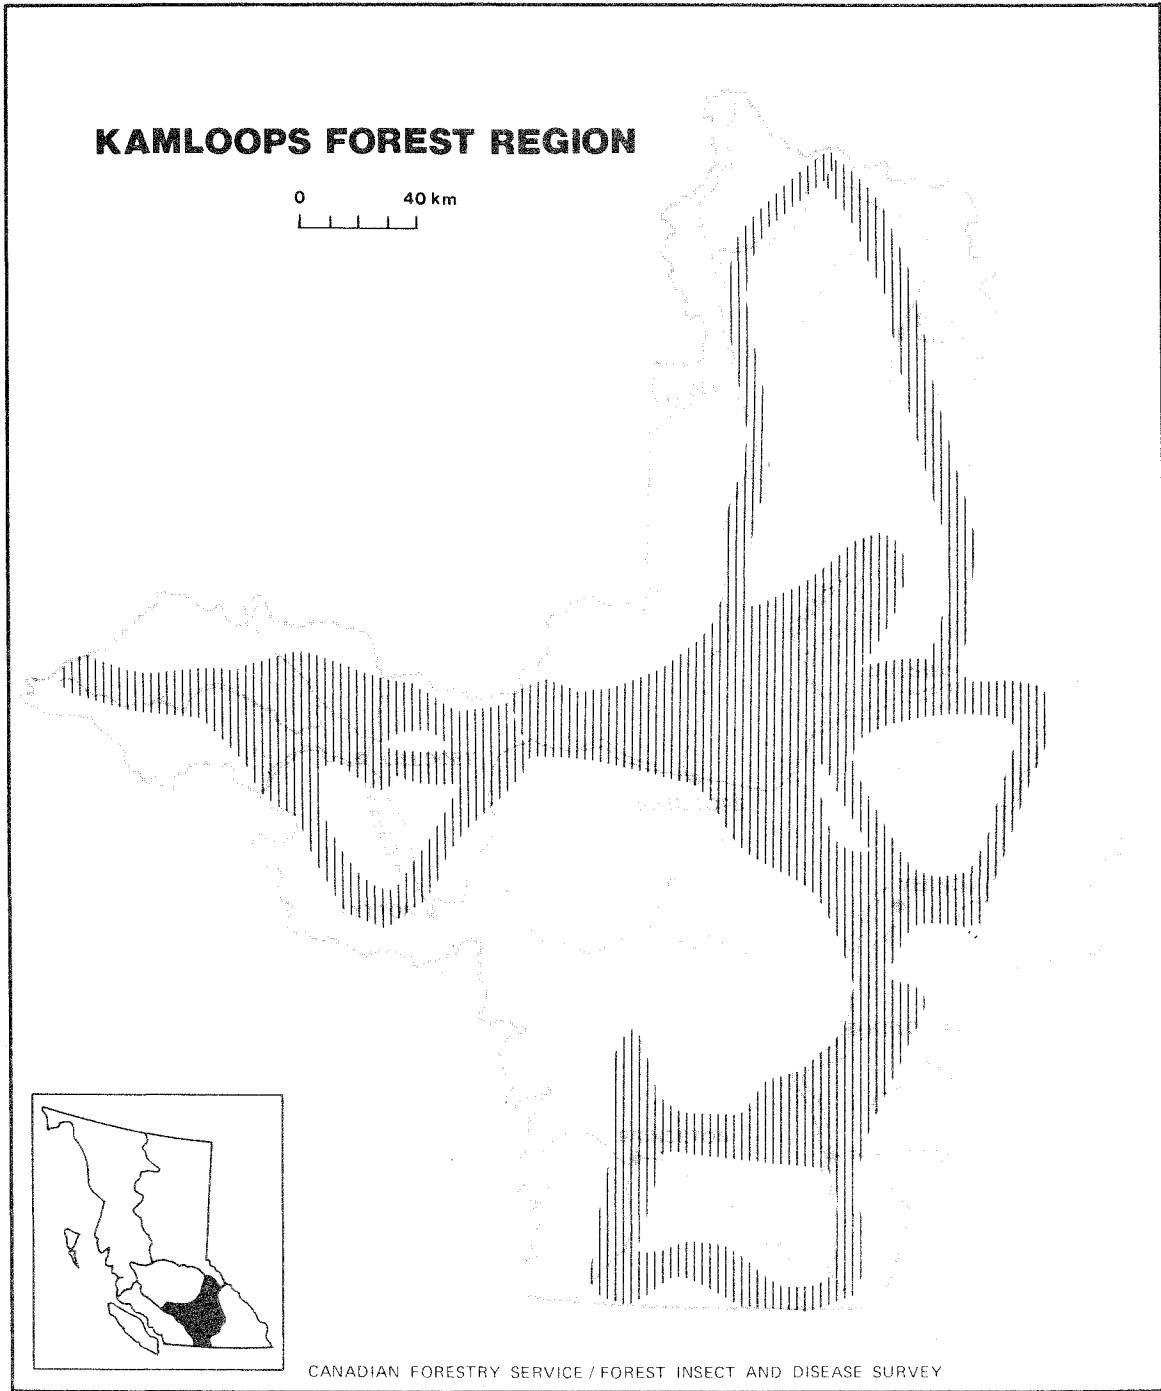 KAMLOOPS FOREST REGION
0 40 km
CANADIAN FORESTRY SERVICE / FOREST INSECT AND DISEASE SURVEY